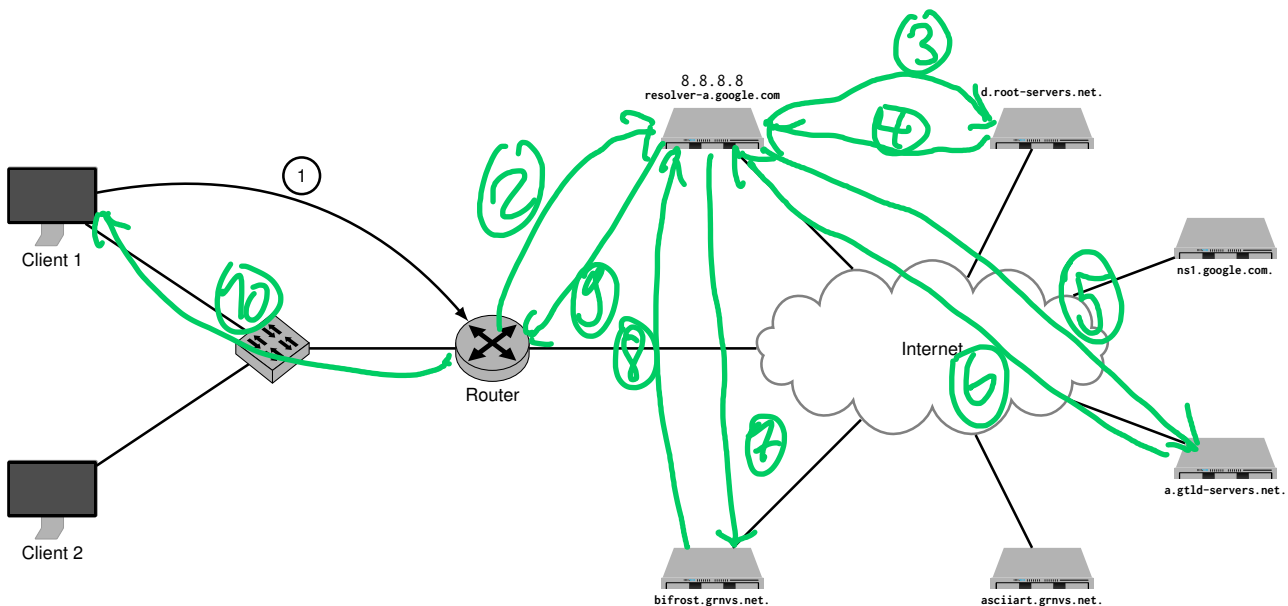 3
8.8.8.8
resolver-a.google.com
d.root-servers.net.
4
1
2
Client 1
ns1.google.com.
10
9
5
8
Internet
6
Router
7
a.gtld-servers.net.
Client 2
bifrost.grnvs.net.
asciiart.grnvs.net.